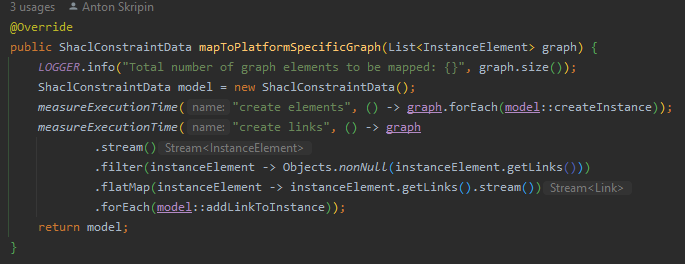 3 usages Anton Skripin
@Override
public ShaclConstraintData mapToPlatformSpecificGraph(List<InstanceElement> graph) {
LOGGER.info("Total number of graph elements to be mapped: {}", graph.size());
ShaclConstraintData model = new ShaclConstraintData();
measureExecutionTime( name: "create elements", () -> graph.forEach(model::createInstance));
measureExecutionTime( name: "create links", () -> graph
.stream() Stream<InstanceElement>
.filter(instanceElement -> Objects.nonNull(instanceElement.getLinks()))
.flatMap(instanceElement -> instanceElement.getLinks().stream()) Stream<Link>
.forEach(model::addLinkToInstance));
return model;
}